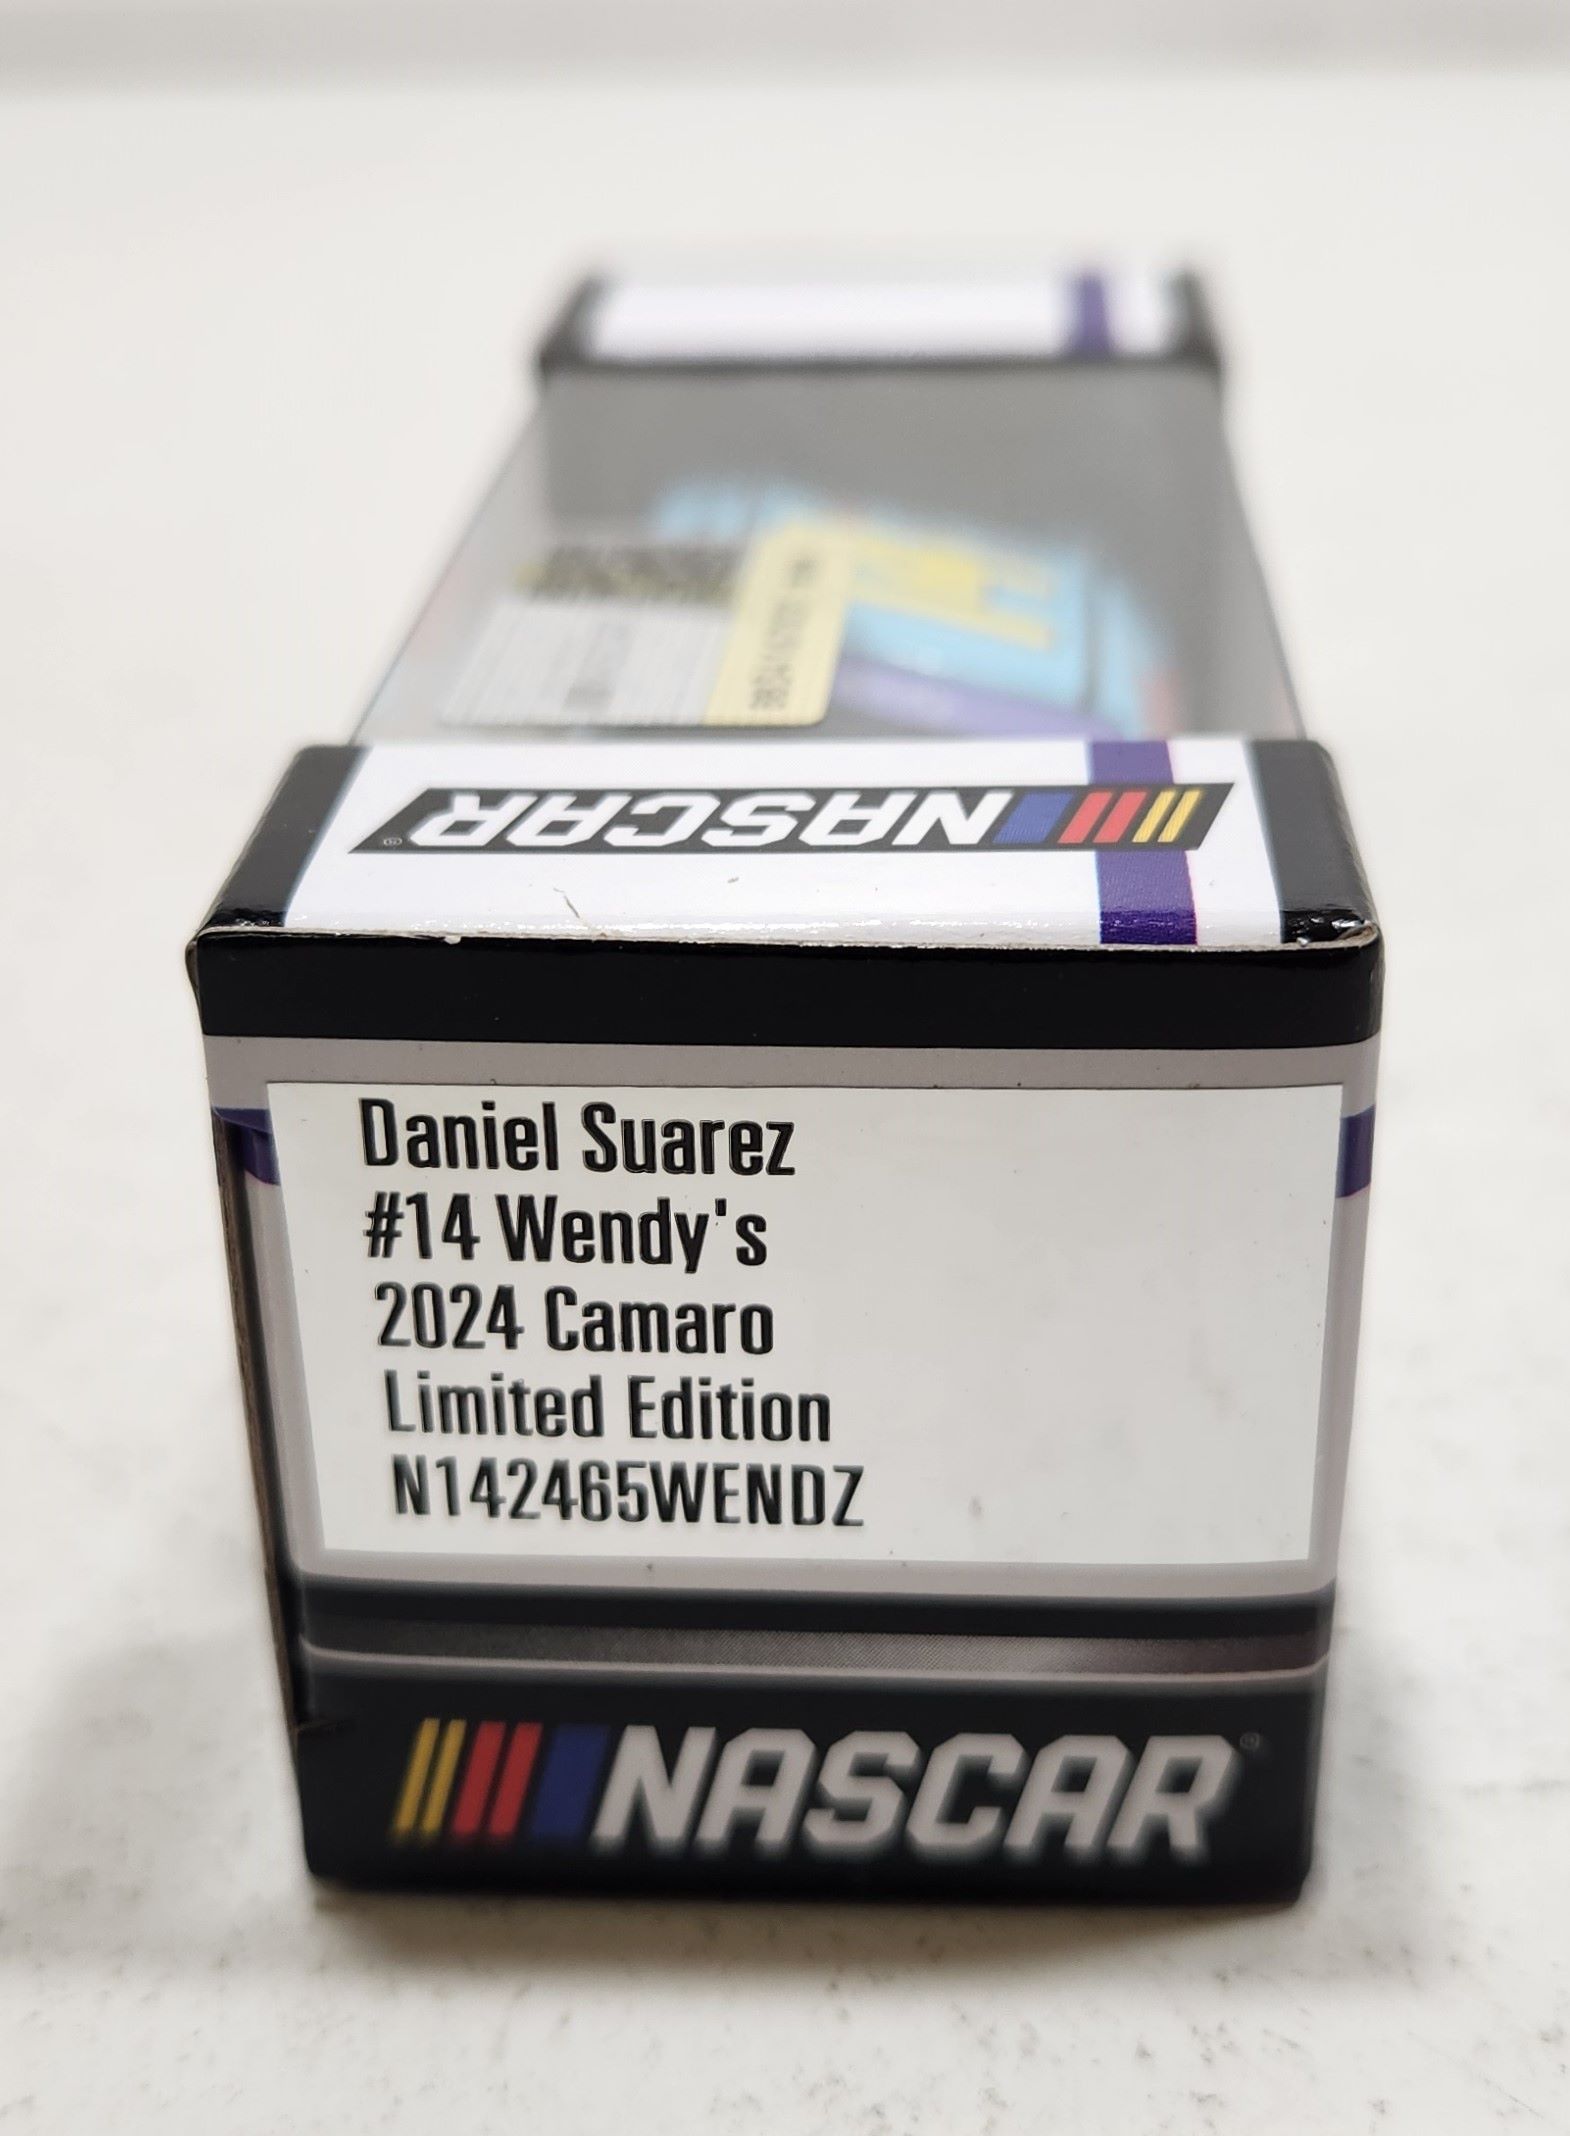 NASCAR
Daniel Suarez
#14 Wendy's
2024 Camaro
Limited Edition
N142465WENDZ
NASCAR